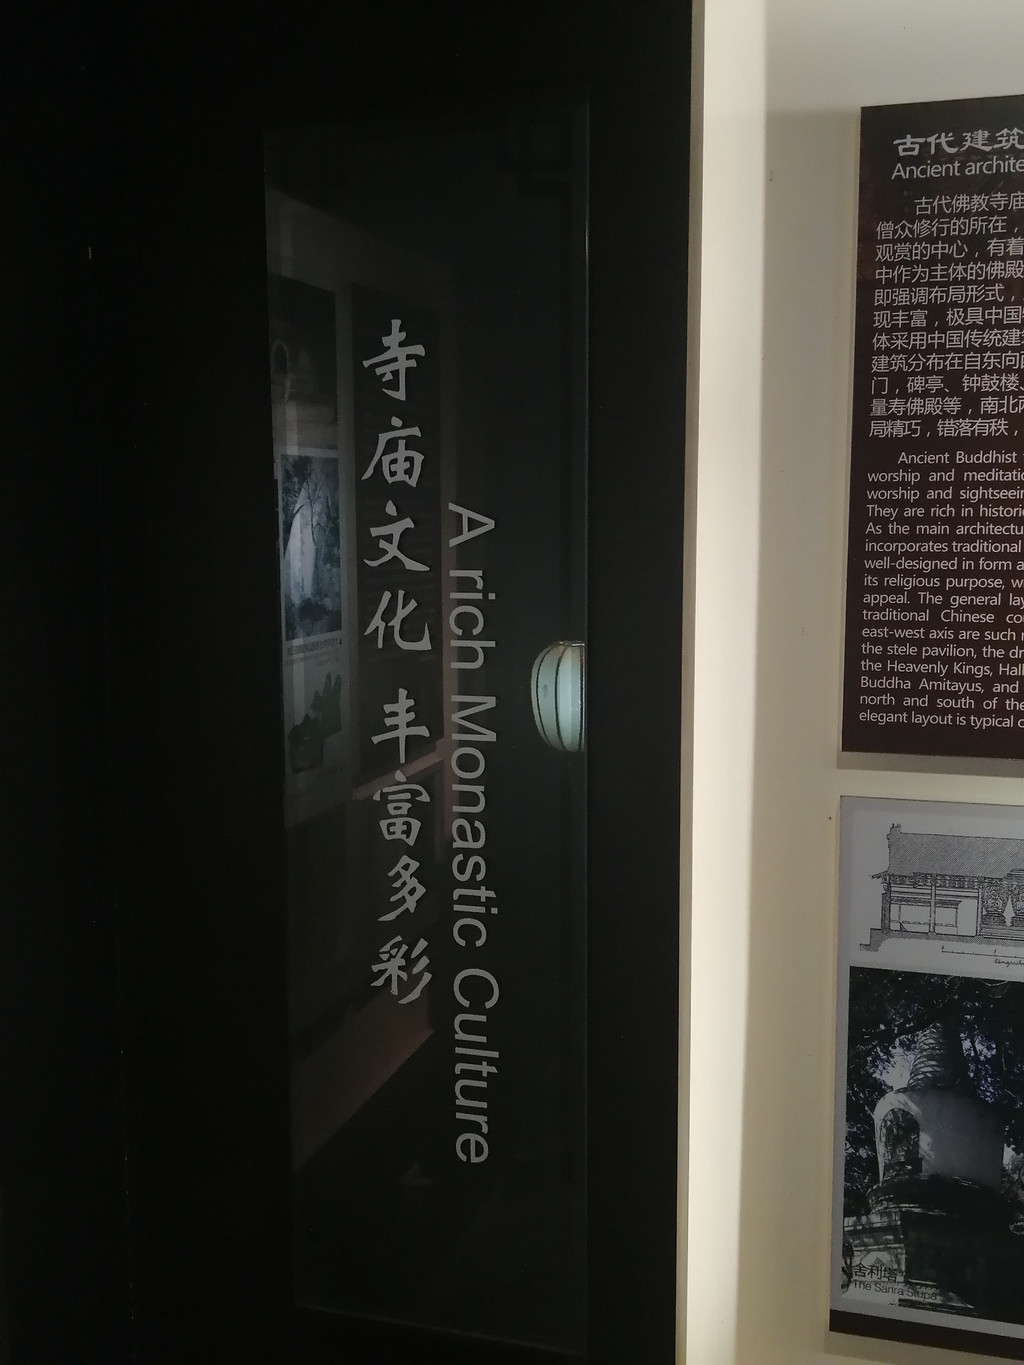 寺庙文化 丰富多彩
A rich Monastic Culture
古代建筑
Ancient archite
古代佛教寺庙
僧众修行的所在，
观赏的中心，有着
中作为主体的佛殿
即强调布局形式，
现丰富，极具中国
体采用中国传统建
建筑分布在自东向
门，碑亭、钟鼓楼、
量寿佛殿等，南北
局精巧，错落有秩，
Ancient Buddhist
worship and meditatio
worship and sightseein
They are rich in historic
As the main architectu
incorporates traditional
well-designed in form a
its religious purpose, w
appeal. The general lay
traditional Chinese co
east-west axis are such
the stele pavilion, the dr
the Heavenly Kings, Hall
Buddha Amitayus, and
north and south of the
elegant layout is typical
舍利塔
The Sarira Stupa